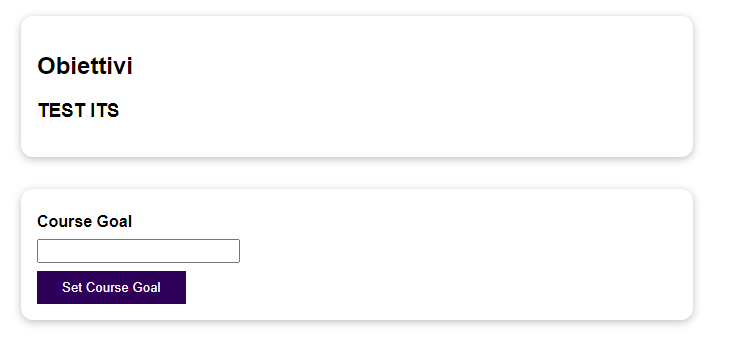 Obiettivi
TEST ITS
Course Goal
Set Course Goal